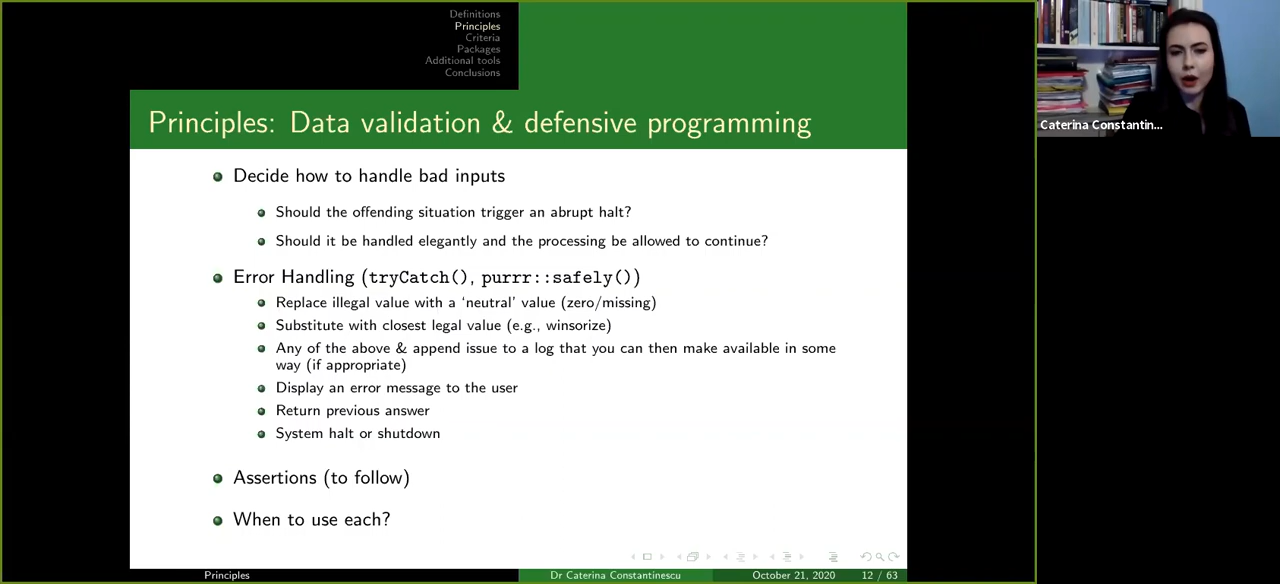 Definitions
Principles
Criteria
Packages
Additional tools
Conclusions
Principles: Data validation & defensive programming
Decide how to handle bad inputs
Should the offending situation trigger an abrupt halt?
Should it be handled elegantly and the processing be allowed to continue?
Error Handling (tryCatch(), purrr::safely())
Replace illegal value with a ‘neutral’ value (zero/missing)
Substitute with closest legal value (e.g., winsorize)
Any of the above & append issue to a log that you can then make available in some
way (if appropriate)
Display an error message to the user
Return previous answer
System halt or shutdown
Assertions (to follow)
When to use each?
Principles
Dr Caterina Constantinescu
October 21, 2020
12 / 63
Caterina Constantin...